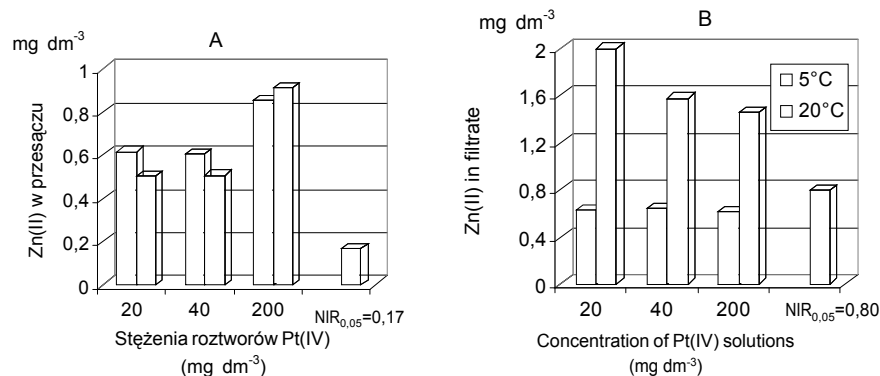 A
mg dm-3
Zn(II) w przesączu
1
0,8
0,6
0,4
0,2
0
20 40 200 NIR0,05=0,17
Stężenia roztworów Pt(IV)
(mg dm-3)
B
mg dm-3
Zn(II) in filtrate
2
1,6
1,2
0,8
0,4
0
5°C
20°C
20 40 200 NIR0,05=0,80
Concentration of Pt(IV) solutions
(mg dm-3)